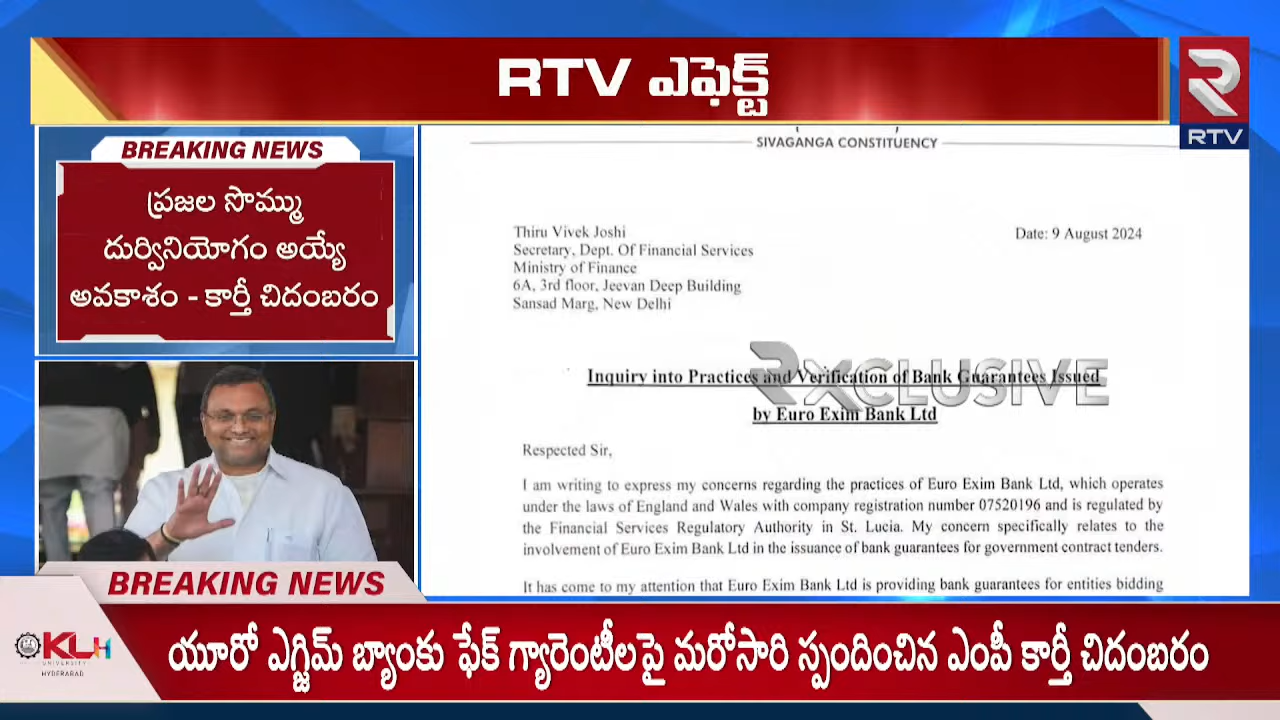 RTV ఎఫెక్ట్
RTV
BREAKING NEWS
ప్రజల సొమ్ము
దుర్వినియోగం అయ్యే
అవకాశం - కార్తీ చిదంబరం
SIVAGANGA CONSTITUENCY
Thiru Vivek Joshi
Date: 9 August 2024
Secretary, Dept. Of Financial Services
Ministry of Finance
6A, 3rd floor, Jeevan Deep Building
Sansad Marg, New Delhi
RXCLUSIVE
Inquiry into Practices and Verification of Bank Guarantees Issued
by Euro Exim Bank Ltd
Respected Sir,
I am writing to express my concerns regarding the practices of Euro Exim Bank Ltd, which operates
under the laws of England and Wales with company registration number 07520196 and is regulated by
the Financial Services Regulatory Authority in St. Lucia. My concern specifically relates to the
involvement of Euro Exim Bank Ltd in the issuance of bank guarantees for government contract tenders.
It has come to my attention that Euro Exim Bank Ltd is providing bank guarantees for entities bidding
BREAKING NEWS
KLH
UNIVERSITY
HYDERABAD
యూరో ఎగ్జిమ్ బ్యాంకు ఫేక్ గ్యారెంటీలపై మరోసారి స్పందించిన ఎంపీ కార్తీ చిదంబరం